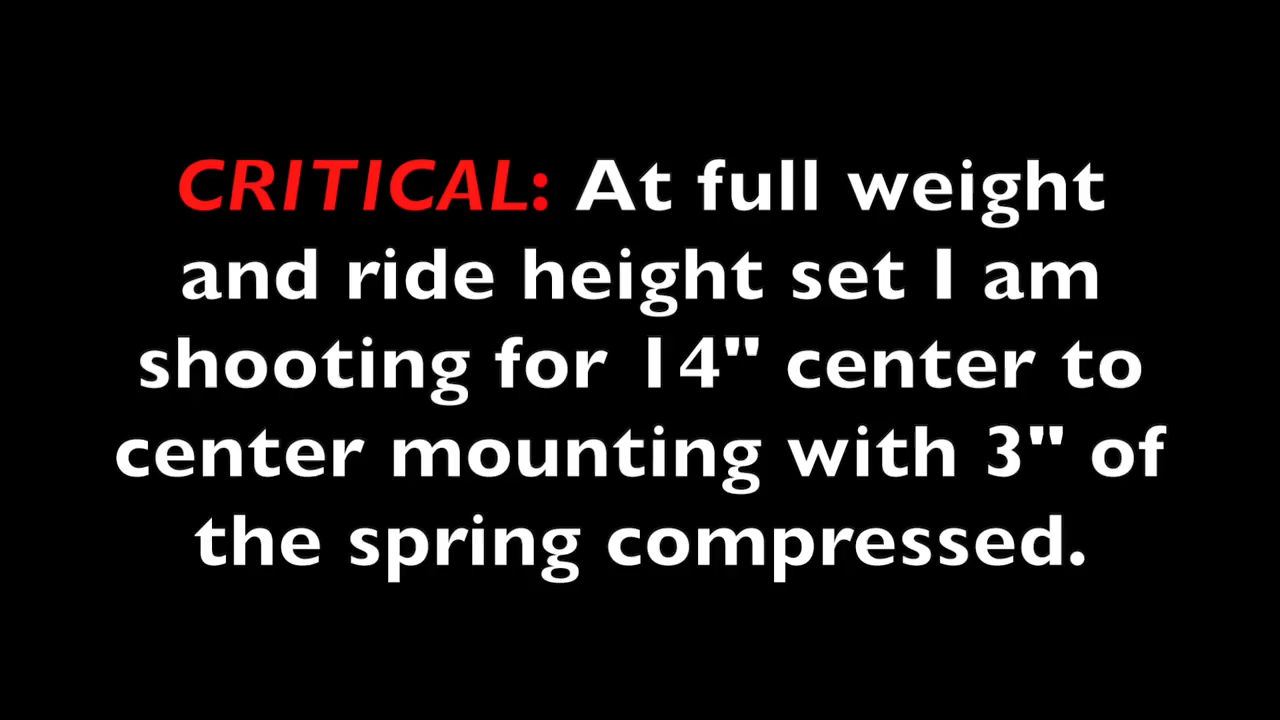 CRITICAL: At full weight
and ride height set I am
shooting for 14" center to
center mounting with 3" of
the spring compressed.